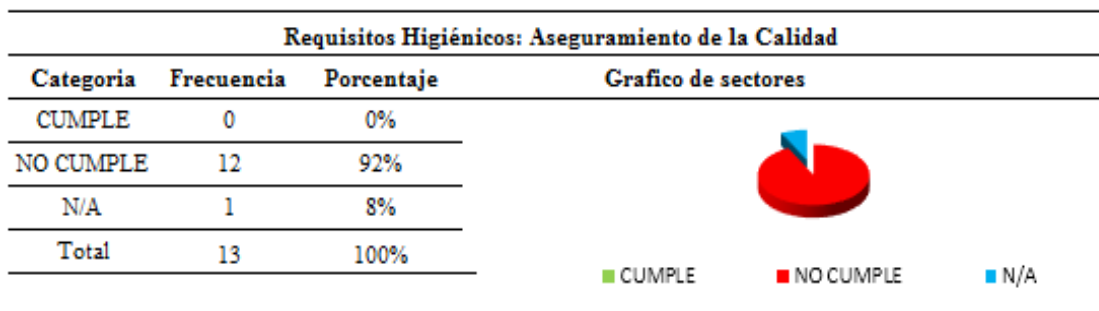 Requisitos Higiénicos: Aseguramiento de la Calidad
Categoria Frecuencia Porcentaje Grafico de sectores
CUMPLE 0 0%
NO CUMPLE 12 92%
N/A 1 8%
Total 13 100%
CUMPLE NO CUMPLE N/A